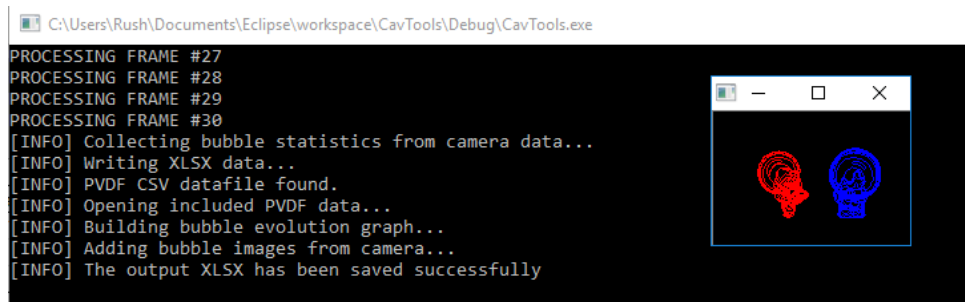 C:\Users\Rush\Documents\Eclipse\workspace\CavTools\Debug\CavTools.exe
PROCESSING FRAME #27
PROCESSING FRAME #28
PROCESSING FRAME #29
PROCESSING FRAME #30
[INFO] Collecting bubble statistics from camera data...
[INFO] Writing XLSX data...
[INFO] PVDF CSV datafile found.
[INFO] Opening included PVDF data...
[INFO] Building bubble evolution graph...
[INFO] Adding bubble images from camera...
[INFO] The output XLSX has been saved successfully